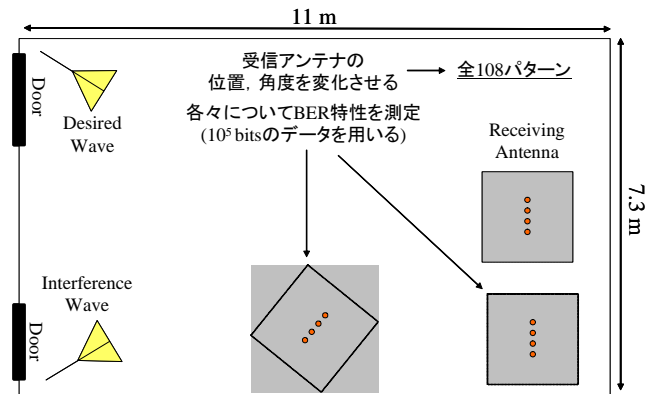 11 m
受信アンテナの
位置，角度を変化させる
全108パターン
各々についてBER特性を測定
(10⁵ bitsのデータを用いる)
Door
Desired
Wave
Receiving
Antenna
7.3 m
Interference
Wave
Door